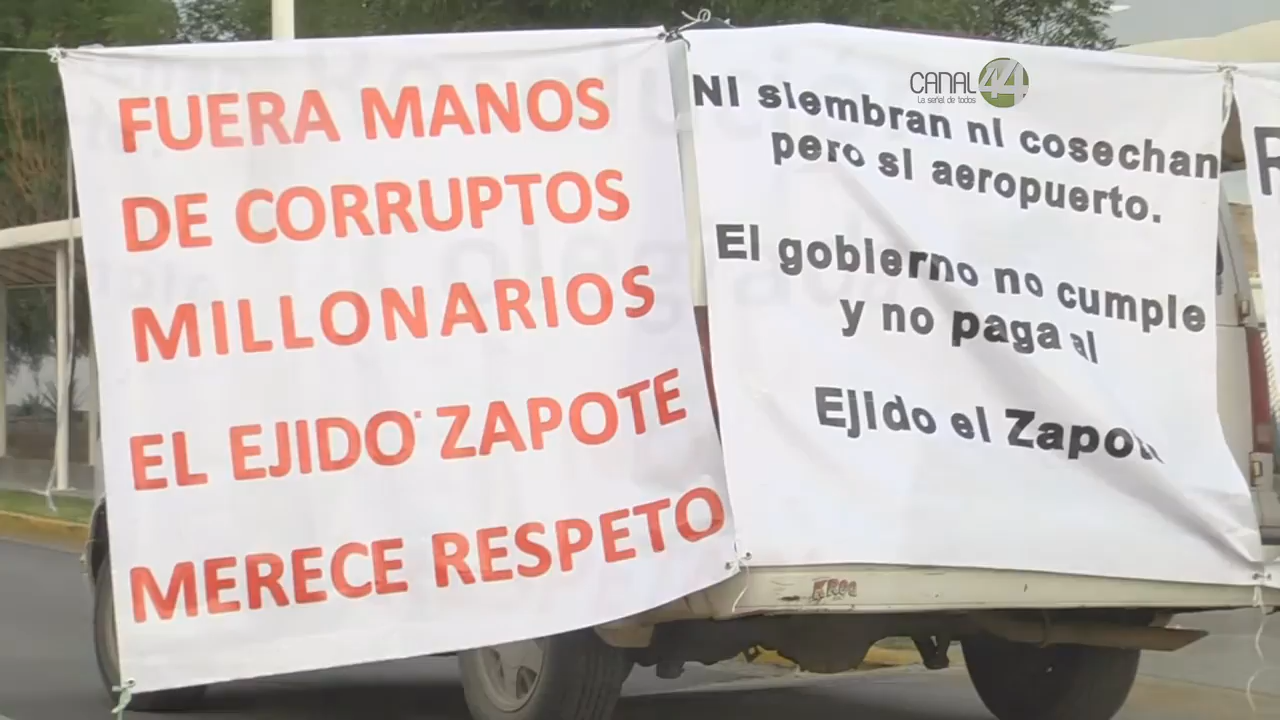 FUERA MANOS
DE CORRUPTOS
MILLONARIOS
EL EJIDO ZAPOTE
MERECE RESPETO
CANAL 44
La señal de todos
NI siembran ni cosechan
pero si aeropuerto.
El gobierno no cumple
y no paga al
Ejido el